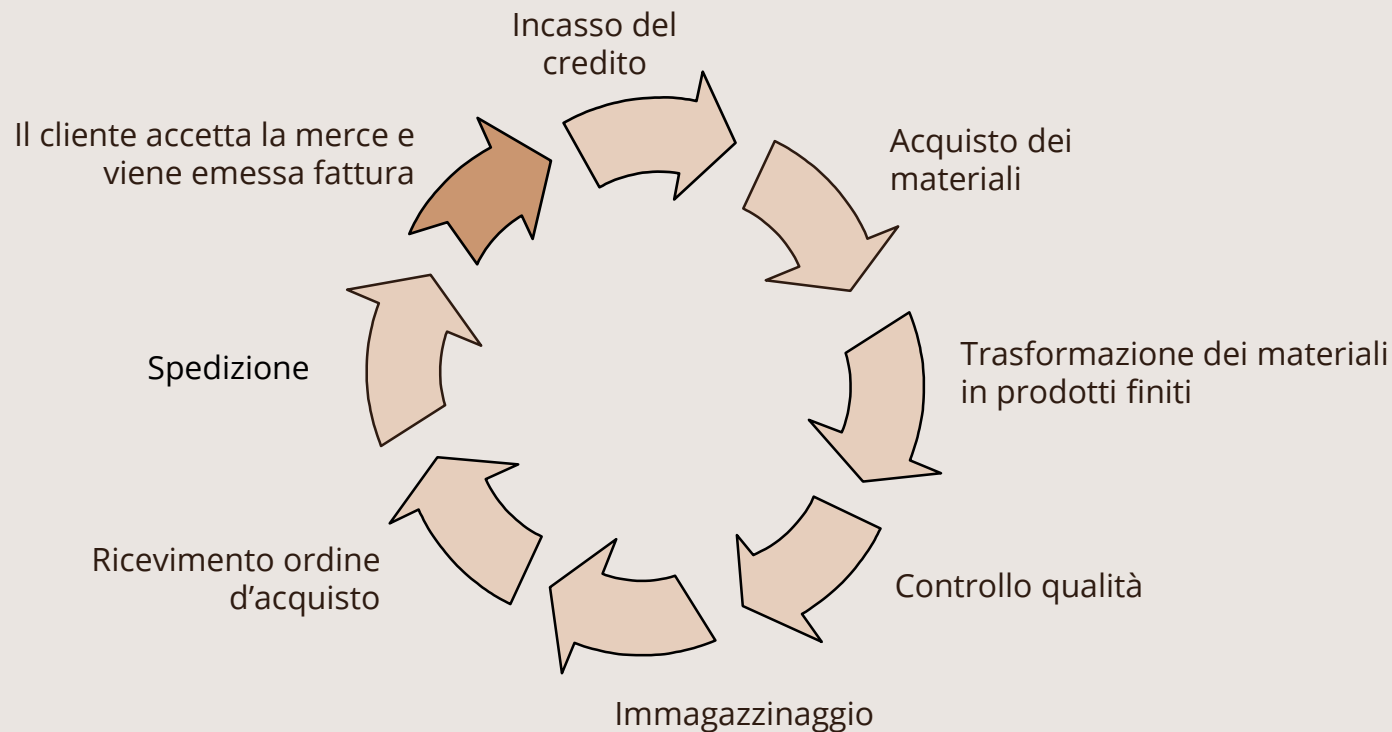 Incasso del
credito
Il cliente accetta la merce e
viene emessa fattura
Acquisto dei
materiali
Spedizione
Trasformazione dei materiali
in prodotti finiti
Ricevimento ordine
d’acquisto
Controllo qualità
Immagazzinaggio